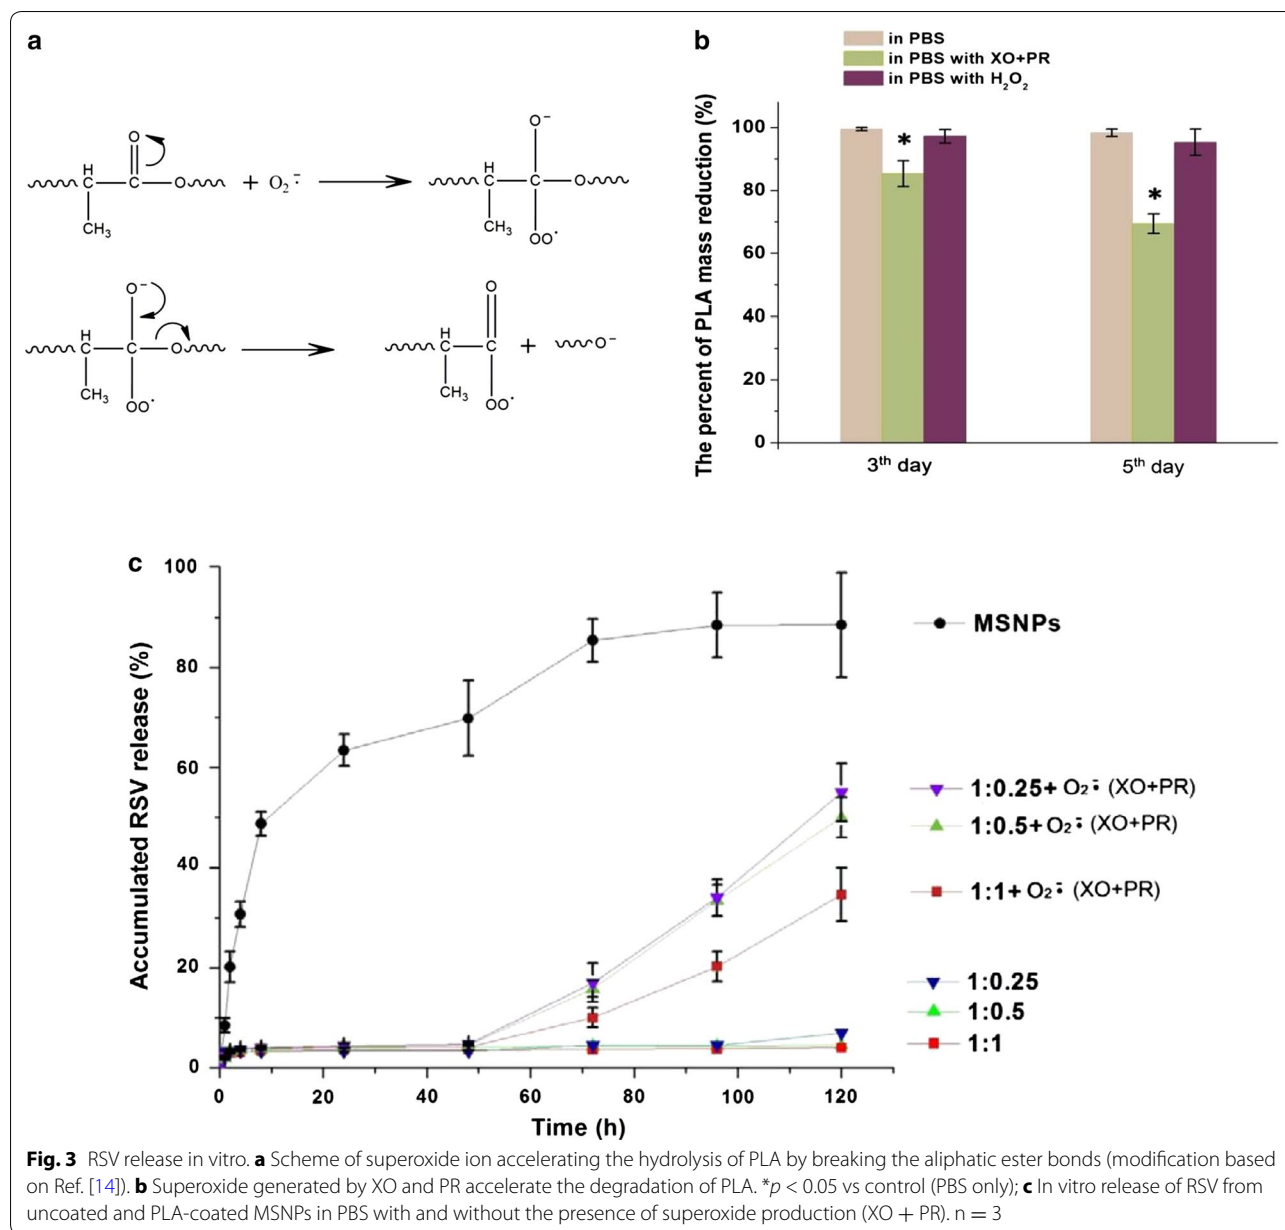 a
O
H
C
C
O
CH₃
+ O₂⨪
O⁻
H
C
C
O
CH₃
OO·
O⁻
H
C
C
O
CH₃
OO·
O
H
C
C
CH₃
OO·
+
O⁻
b
in PBS
in PBS with XO+PR
in PBS with H₂O₂
The percent of PLA mass reduction (%)
100
80
60
40
20
0
*
*
3th day
5th day
c
Accumulated RSV release (%)
100
80
60
40
20
0
0 20 40 60 80 100 120
Time (h)
MSNPs
1:0.25+ O₂⨪ (XO+PR)
1:0.5+ O₂⨪ (XO+PR)
1:1+ O₂⨪ (XO+PR)
1:0.25
1:0.5
1:1
Fig. 3 RSV release in vitro. a Scheme of superoxide ion accelerating the hydrolysis of PLA by breaking the aliphatic ester bonds (modification based
on Ref. [14]). b Superoxide generated by XO and PR accelerate the degradation of PLA. *p < 0.05 vs control (PBS only); c In vitro release of RSV from
uncoated and PLA-coated MSNPs in PBS with and without the presence of superoxide production (XO + PR). n = 3